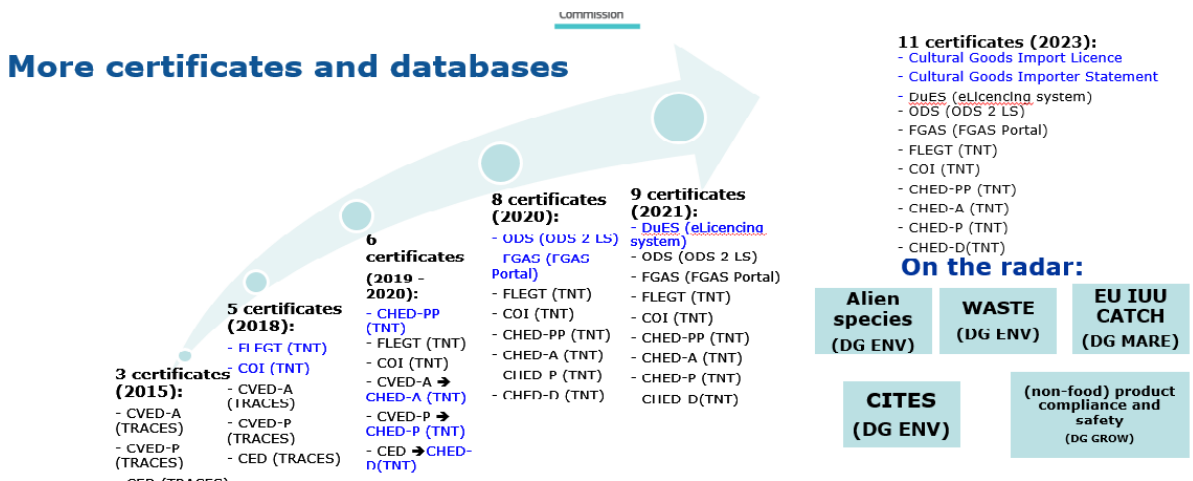 Commission
More certificates and databases
3 certificates
(2015):
- CVED-A
(TRACES)
- CVED-P
(TRACES)
- CED (TRACES)
5 certificates
(2018):
- FLEGT (TNT)
- COI (TNT)
- CVED-A
(TRACES)
- CVED-P
(TRACES)
- CED (TRACES)
6
certificates
(2019 -
2020):
- CHED-PP
(TNT)
- FLEGT (TNT)
- COI (TNT)
- CVED-A ➔
CHED-A (TNT)
- CVED-P ➔
CHED-P (TNT)
- CED ➔CHED-
D(TNT)
8 certificates
(2020):
- ODS (ODS 2 LS)
FGAS (FGAS
Portal)
- FLEGT (TNT)
- COI (TNT)
- CHED-PP (TNT)
- CHED-A (TNT)
CHED-P (TNT)
- CHED-D (TNT)
9 certificates
(2021):
- DuES (eLicencing
system)
- ODS (ODS 2 LS)
- FGAS (FGAS Portal)
- FLEGT (TNT)
- COI (TNT)
- CHED-PP (TNT)
- CHED-A (TNT)
- CHED-P (TNT)
CHED-D(TNT)
11 certificates (2023):
- Cultural Goods Import Licence
- Cultural Goods Importer Statement
- DuES (eLicencing system)
- ODS (ODS 2 LS)
- FGAS (FGAS Portal)
- FLEGT (TNT)
- COI (TNT)
- CHED-PP (TNT)
- CHED-A (TNT)
- CHED-P (TNT)
- CHED-D(TNT)
On the radar:
Alien
species
(DG ENV)
WASTE
(DG ENV)
EU IUU
CATCH
(DG MARE)
CITES
(DG ENV)
(non-food) product
compliance and
safety
(DG GROW)